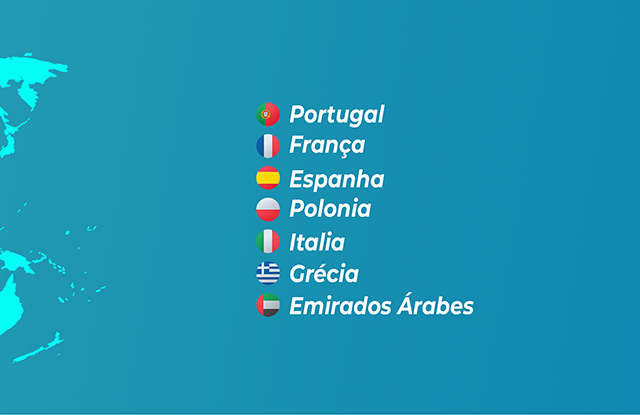 Portugal
França
Espanha
Polonia
Italia
Grécia
Emirados Árabes